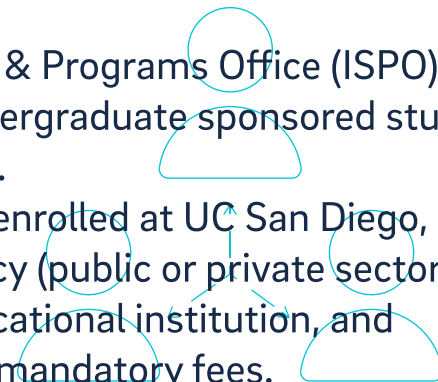 & Programs Office (ISPO)
ergraduate sponsored stu
.
enrolled at UC San Diego,
cy (public or private sector
cational institution, and
mandatory fees.